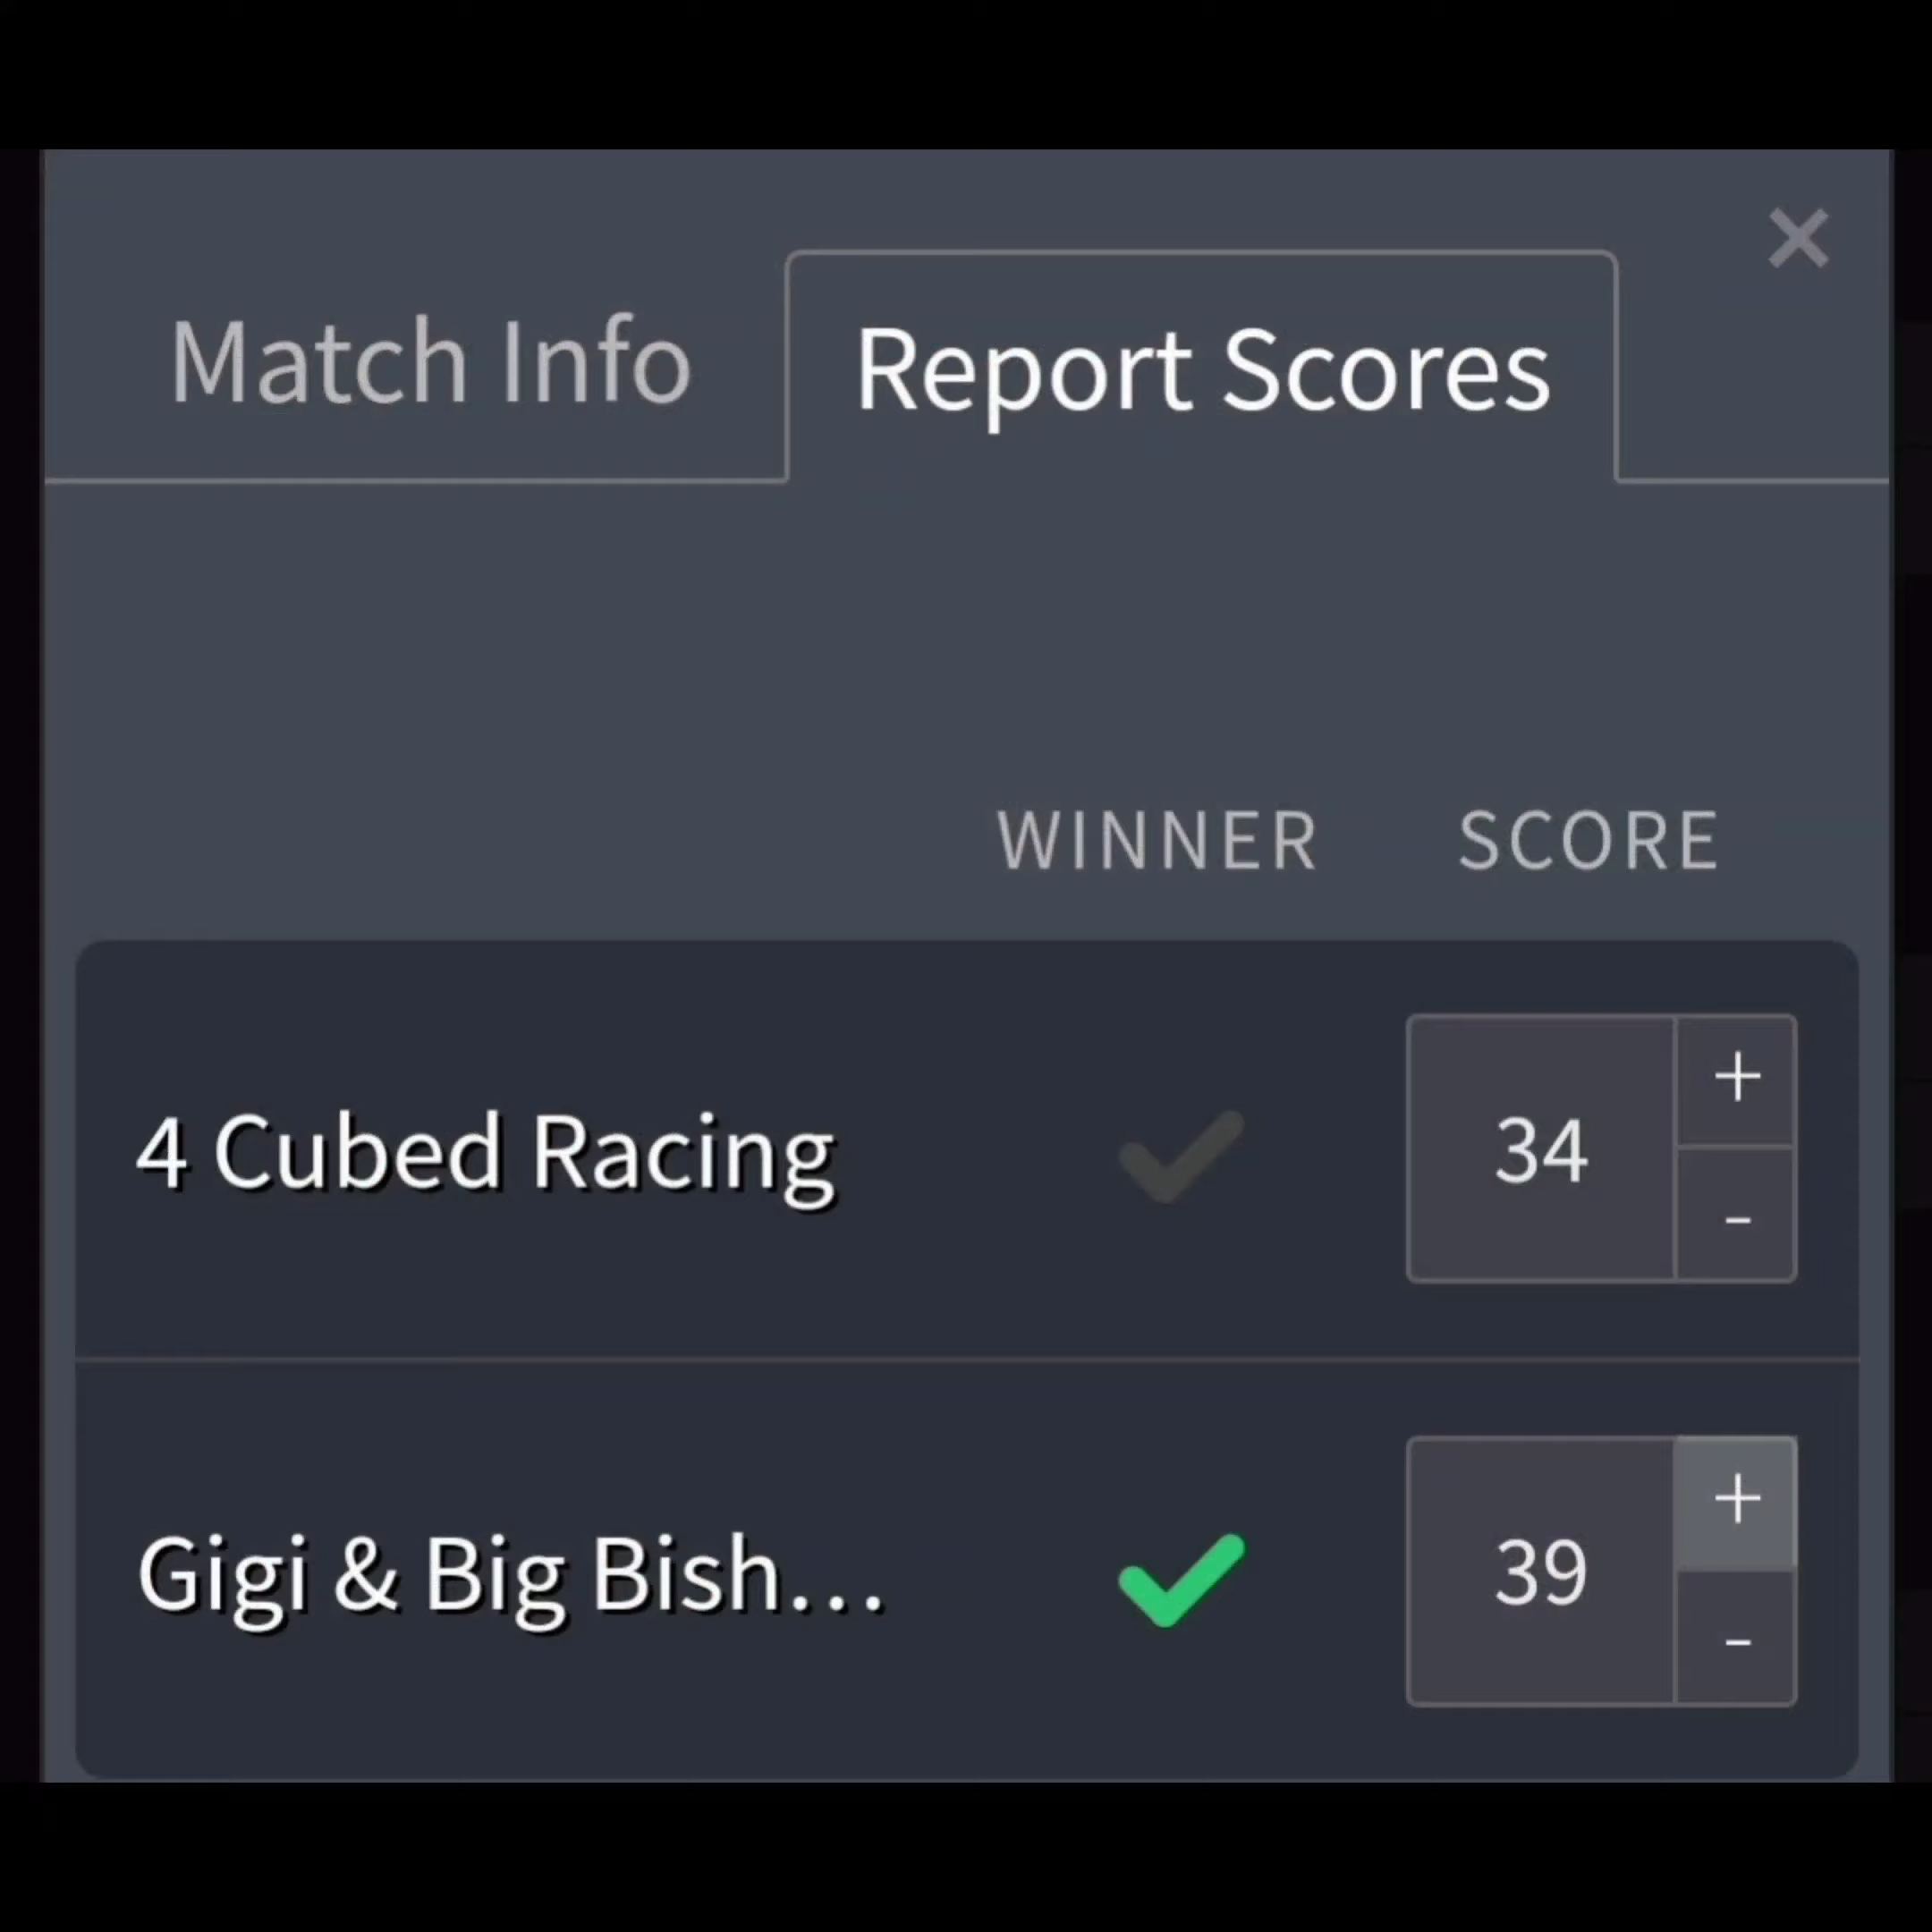 Match Info
Report Scores
WINNER SCORE
4 Cubed Racing 34 + -
Gigi & Big Bish... 39 + -